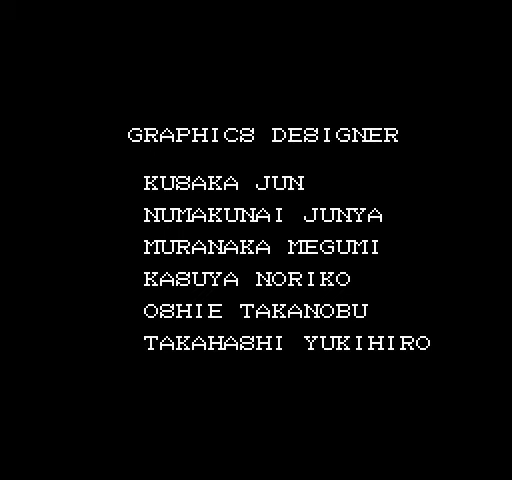 GRAPHICS DESIGNER
KUSAKA JUN
NUMAKUNAI JUNYA
MURANAKA MEGUMI
KASUYA NORIKO
OSHIE TAKANOBU
TAKAHASHI YUKIHIRO